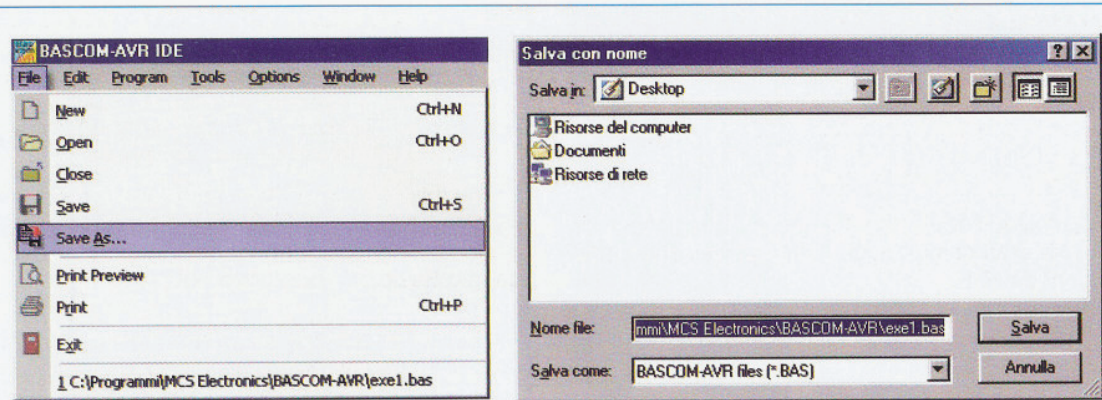 BASCOM-AVR IDE
File Edit Program Tools Options Window Help
New Ctrl+N
Open Ctrl+O
Close
Save Ctrl+S
Save As...
Print Preview
Print Ctrl+P
Exit
1 C:\Programmi\MCS Electronics\BASCOM-AVR\exe1.bas
Salva con nome
Salva in: Desktop
Risorse del computer
Documenti
Risorse di rete
Nome file: mmi\MCS Electronics\BASCOM-AVR\exe1.bas Salva
Salva come: BASCOM-AVR files (*.BAS) Annulla